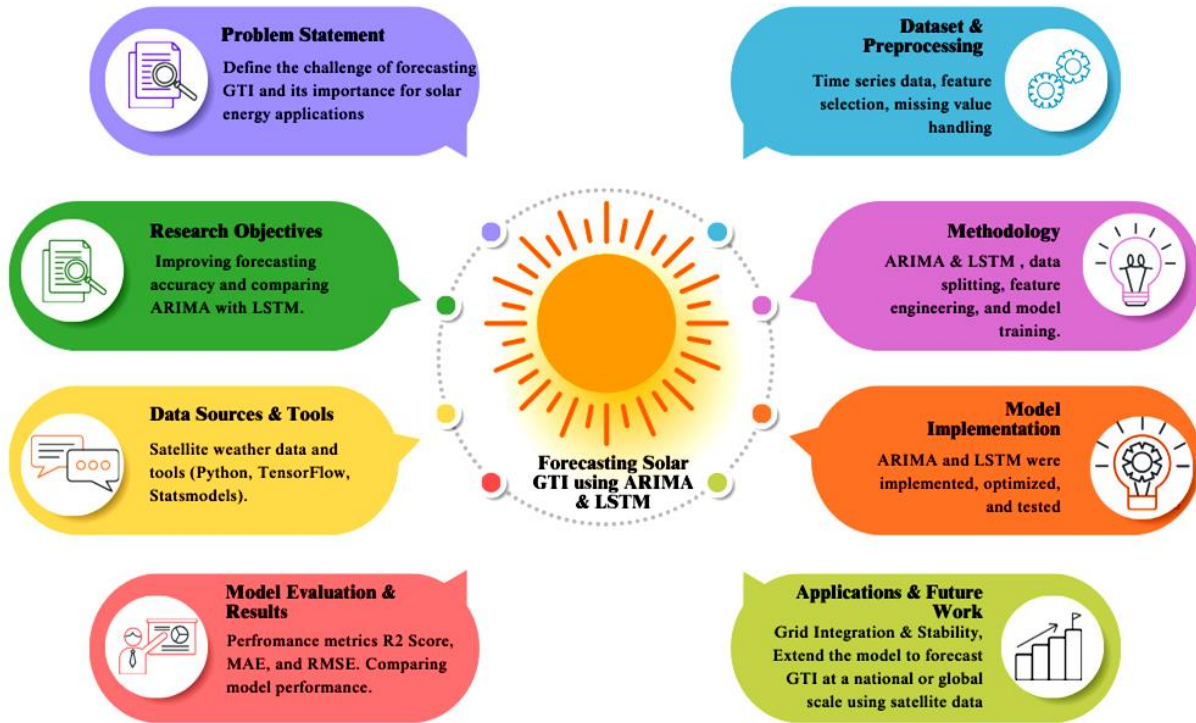 Problem Statement
Define the challenge of forecasting
GTI and its importance for solar
energy applications
Dataset &
Preprocessing
Time series data, feature
selection, missing value
handling
Research Objectives
Improving forecasting
accuracy and comparing
ARIMA with LSTM.
Methodology
ARIMA & LSTM , data
splitting, feature
engineering, and model
training.
Data Sources & Tools
Satellite weather data and
tools (Python, TensorFlow,
Statsmodels).
Forecasting Solar
GTI using ARIMA
& LSTM
Model
Implementation
ARIMA and LSTM were
implemented, optimized,
and tested
Model Evaluation &
Results
Perfromance metrics R2 Score,
MAE, and RMSE. Comparing
model performance.
Applications & Future
Work
Grid Integration & Stability,
Extend the model to forecast
GTI at a national or global
scale using satellite data